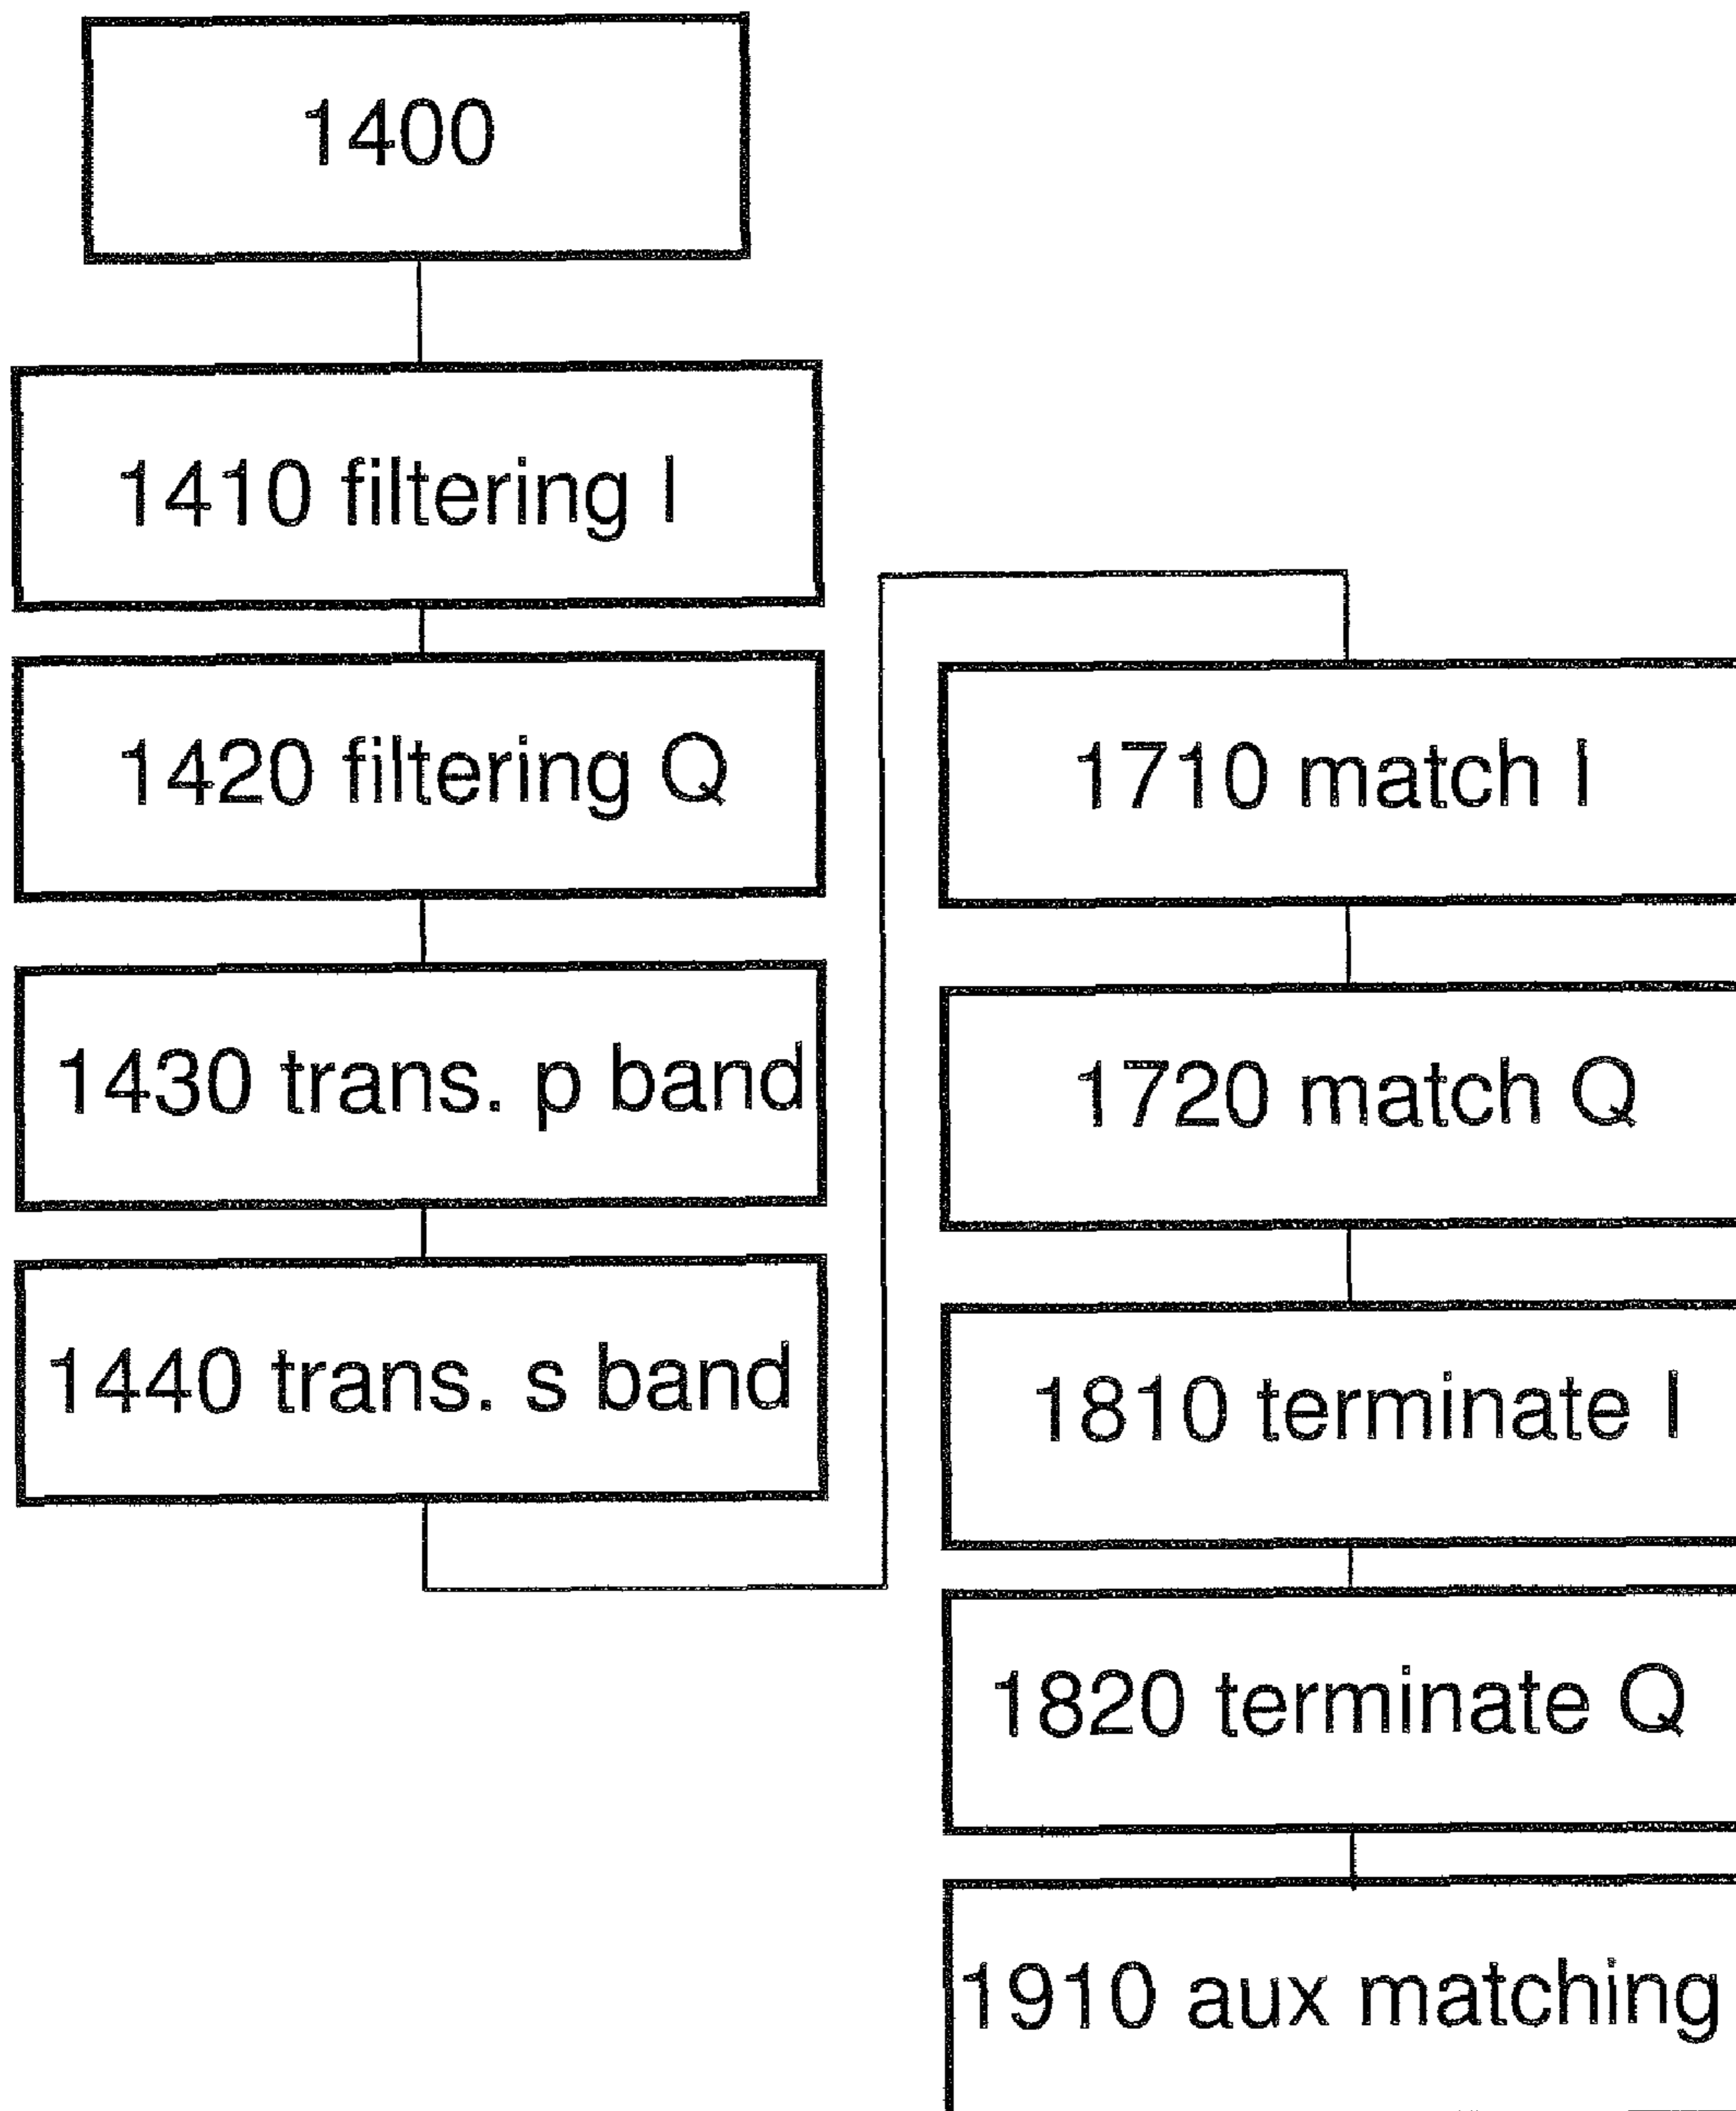 1400
1410 filtering I
1420 filtering Q
1430 trans. p band
1440 trans. s band
1710 match I
1720 match Q
1810 terminate I
1820 terminate Q
1910 aux matching